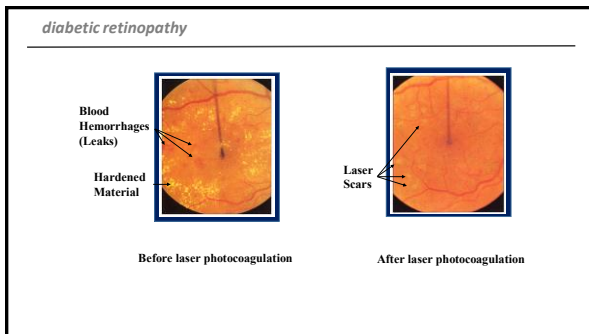 diabetic retinopathy
Blood
Hemorrhages
(Leaks)
Hardened
Material
Laser
Scars
Before laser photocoagulation
After laser photocoagulation